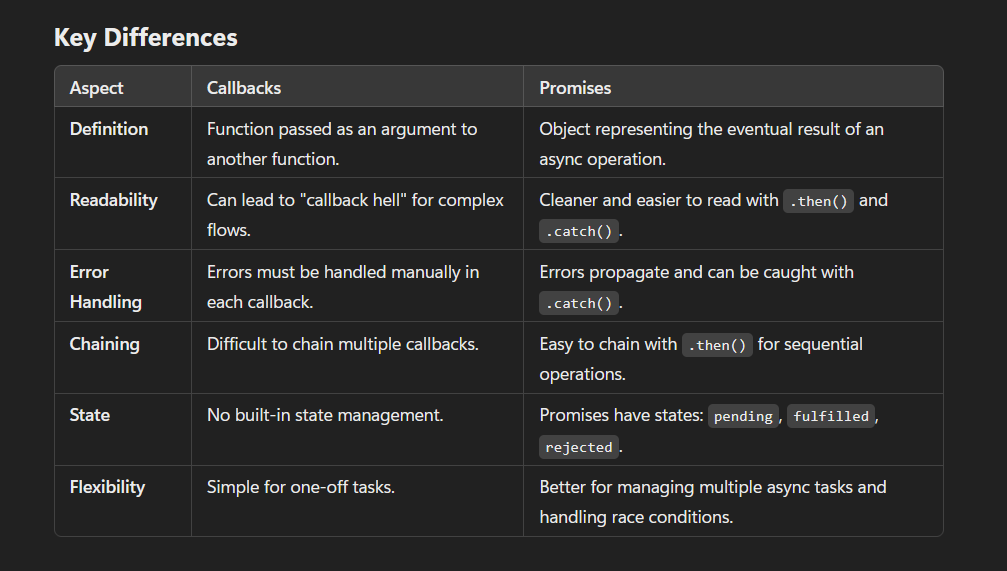 Key Differences
Aspect Callbacks Promises
Definition Function passed as an argument to Object representing the eventual result of an
another function. async operation.
Readability Can lead to "callback hell" for complex Cleaner and easier to read with .then() and
flows. .catch().
Error Errors must be handled manually in Errors propagate and can be caught with
Handling each callback. .catch().
Chaining Difficult to chain multiple callbacks. Easy to chain with .then() for sequential
operations.
State No built-in state management. Promises have states: pending, fulfilled,
rejected.
Flexibility Simple for one-off tasks. Better for managing multiple async tasks and
handling race conditions.